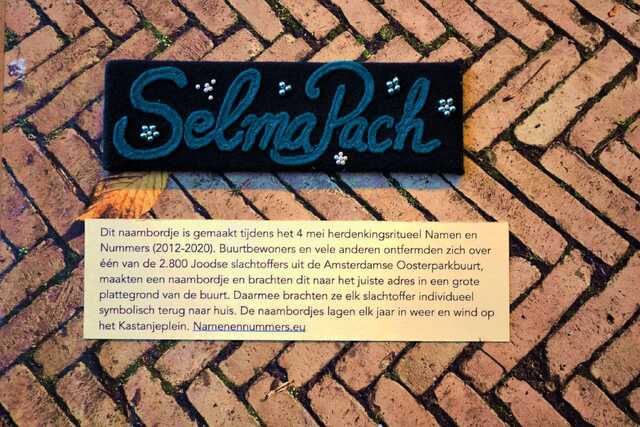 Selma Pach
Dit naambordje is gemaakt tijdens het 4 mei herdenkingsritueel Namen en
Nummers (2012-2020). Buurtbewoners en vele anderen ontfermden zich over
één van de 2.800 Joodse slachtoffers uit de Amsterdamse Oosterparkbuurt,
maakten een naambordje en brachten dit naar het juiste adres in een grote
plattegrond van de buurt. Daarmee brachten ze elk slachtoffer individueel
symbolisch terug naar huis. De naambordjes lagen elk jaar in weer en wind op
het Kastanjeplein. Namenennummers.eu